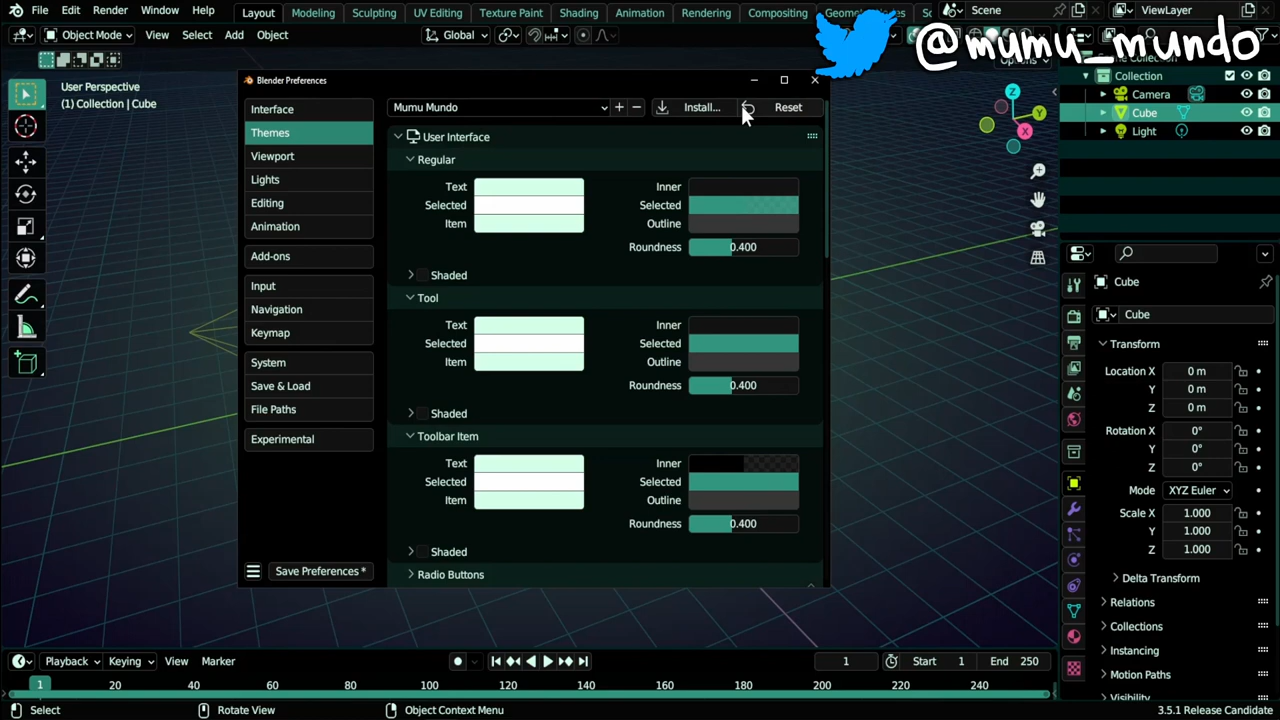 File Edit Render Window Help Layout Modeling Sculpting UV Editing Texture Paint Shading Animation Rendering Compositing Scene ViewLayer
@mumu_mundo
Object Mode View Select Add Object Global
Options
User Perspective
(1) Collection | Cube
Blender Preferences
Interface
Themes
Viewport
Lights
Editing
Animation
Add-ons
Input
Navigation
Keymap
System
Save & Load
File Paths
Experimental
Save Preferences *
Mumu Mundo Install... Reset
User Interface
Regular
Text Inner
Selected Selected
Item Outline
Roundness 0.400
Shaded
Tool
Text Inner
Selected Selected
Item Outline
Roundness 0.400
Shaded
Toolbar Item
Text Inner
Selected Selected
Item Outline
Roundness 0.400
Shaded
Radio Buttons
Z
Y
X
Collection
Camera
Cube
Light
Cube
Cube
Transform
Location X 0 m
Y 0 m
Z 0 m
Rotation X 0°
Y 0°
Z 0°
Mode XYZ Euler
Scale X 1.000
Y 1.000
Z 1.000
Delta Transform
Relations
Collections
Instancing
Motion Paths
Visibility
Playback Keying View Marker 1 Start 1 End 250
1 20 40 60 80 100 120 140 160 180 200 220 240
Select Rotate View Object Context Menu 3.5.1 Release Candidate